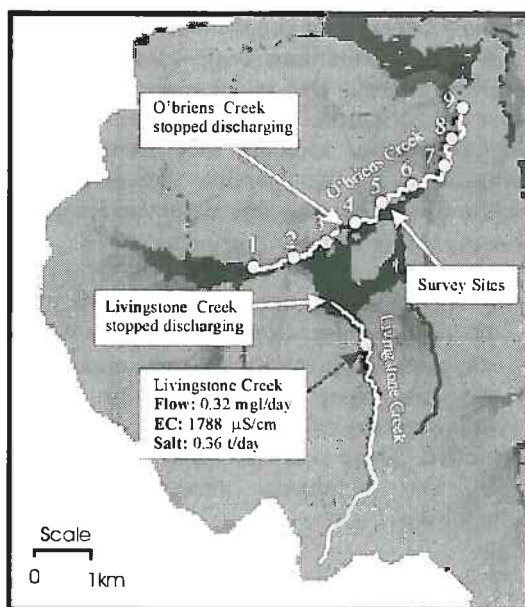 O'briens Creek
stopped discharging
9
8
7
O'briens Creek
6
5
4
3
2
1
Survey Sites
Livingstone Creek
stopped discharging
Livingstone Creek
Livingstone Creek
Flow: 0.32 mgl/day
EC: 1788 µS/cm
Salt: 0.36 t/day
Scale
0 1km